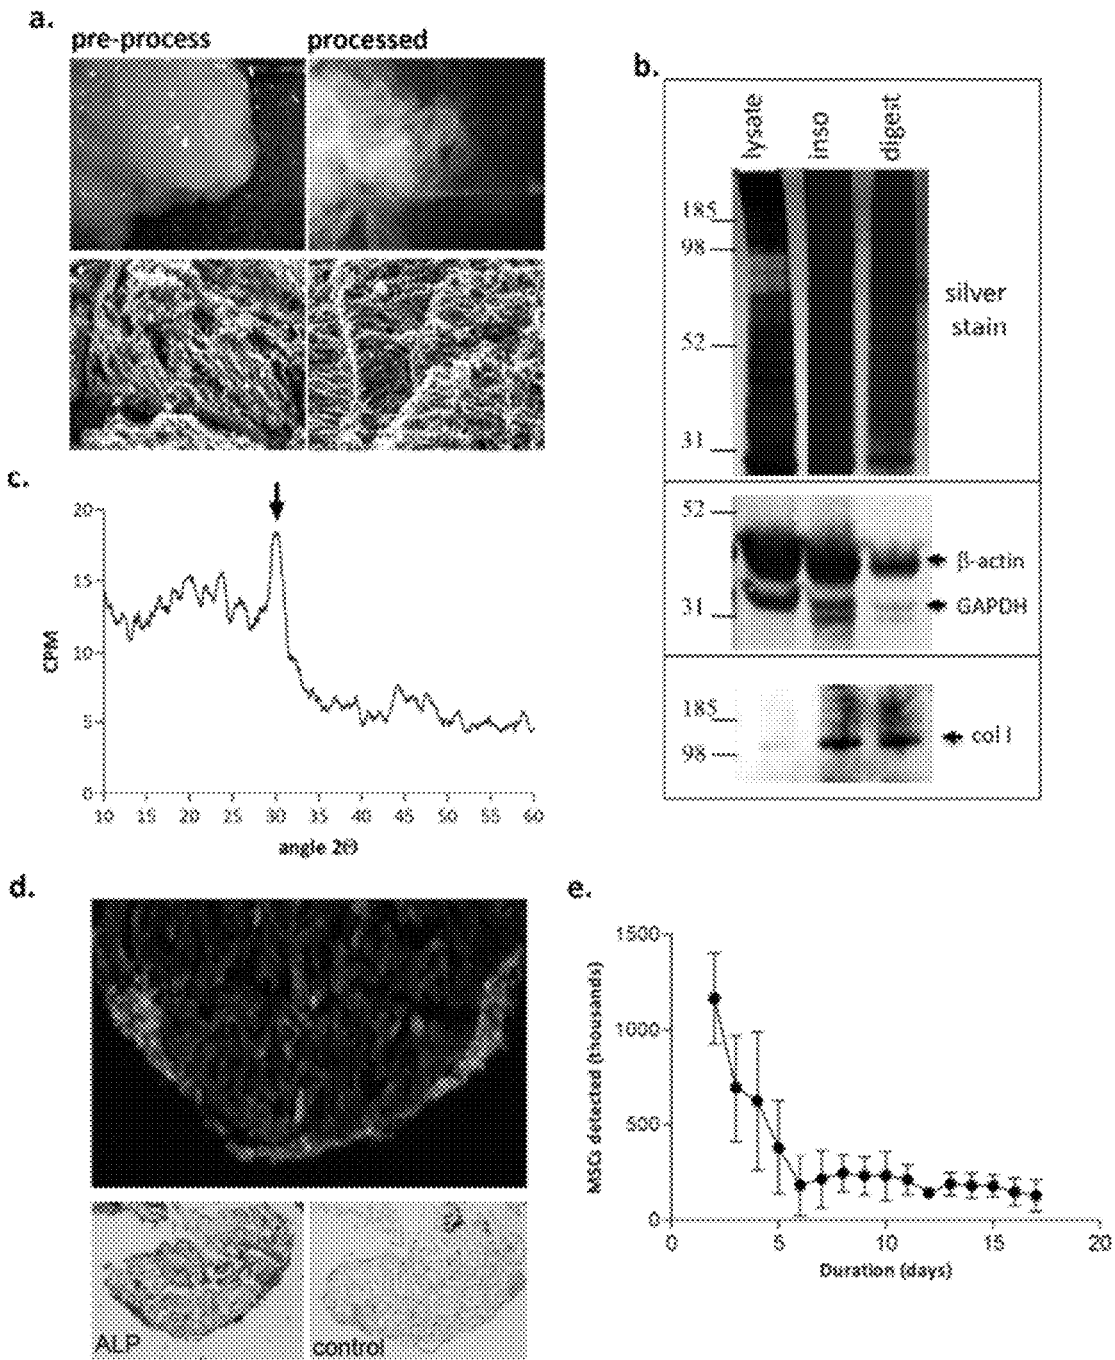 a.
pre-process processed
b.
lysate inso digest
185
98
52
31
silver
stain
52
31
β-actin
GAPDH
185
98
col I
c.
20
15
10
5
0
CPM
10 15 20 25 30 35 40 45 50 55 60
angle 2Θ
d.
ALP control
e.
1500
1000
500
0
MSCs detected (thousands)
0 5 10 15 20
Duration (days)